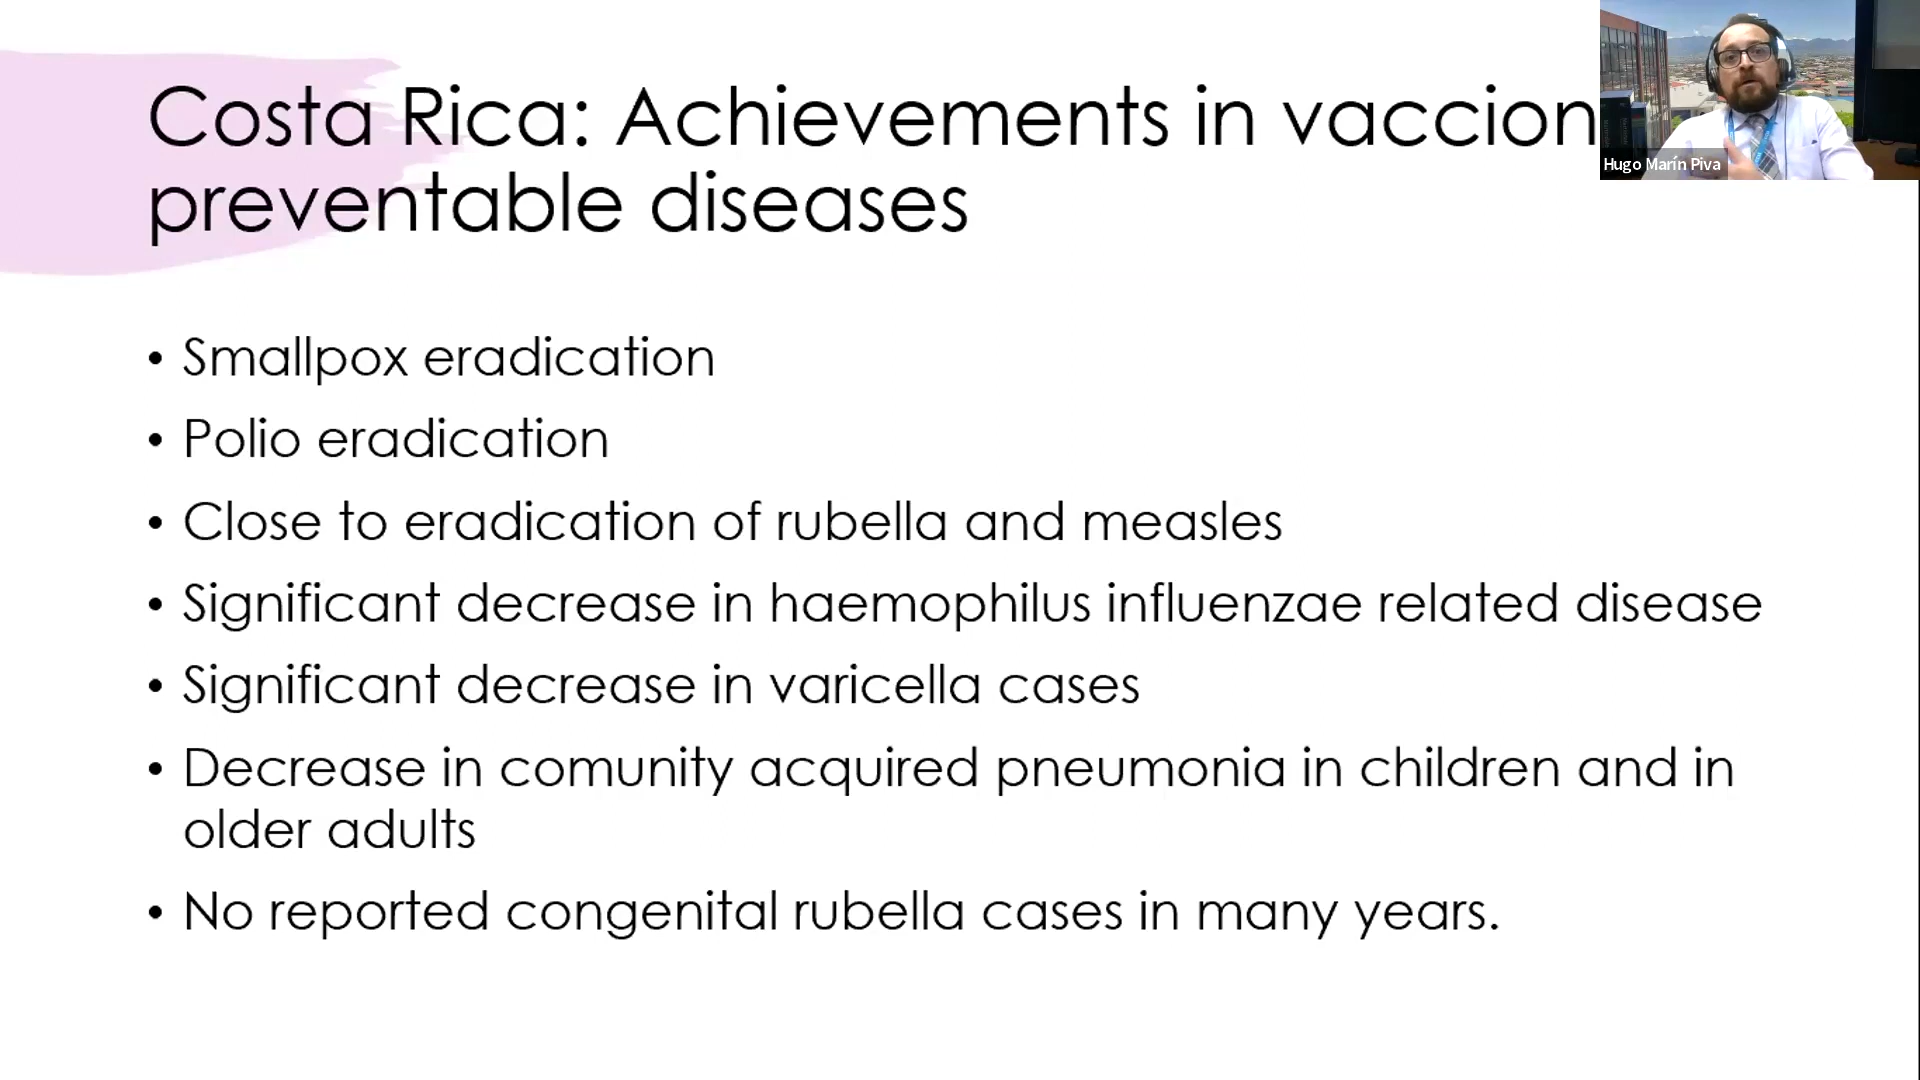 Costa Rica: Achievements in vaccion
preventable diseases
Hugo Marín Piva
• Smallpox eradication
• Polio eradication
• Close to eradication of rubella and measles
• Significant decrease in haemophilus influenzae related disease
• Significant decrease in varicella cases
• Decrease in comunity acquired pneumonia in children and in
older adults
• No reported congenital rubella cases in many years.